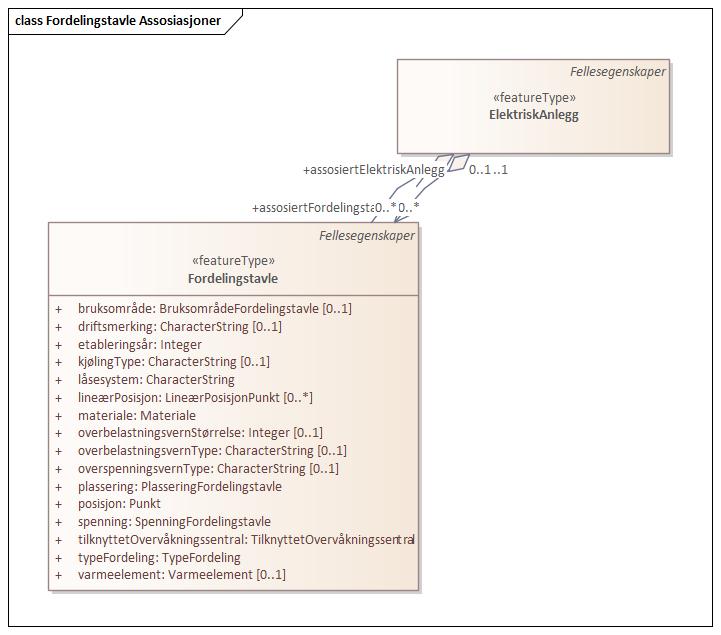 class Fordelingstavle Assosiasjoner
Fellesegenskaper
«featureType»
ElektriskAnlegg
+assosiertElektriskAnlegg
0..1
..1
0..*
0..*
Fellesegenskaper
«featureType»
Fordelingstavle
+ bruksområde: BruksområdeFordelingstavle [0..1]
+ driftsmerking: CharacterString [0..1]
+ etableringsår: Integer
+ kjølingType: CharacterString [0..1]
+ låsesystem: CharacterString
+ lineærPosisjon: LineærPosisjonPunkt [0..*]
+ materiale: Materiale
+ overbelastningsvernStørrelse: Integer [0..1]
+ overbelastningsvernType: CharacterString [0..1]
+ overspenningsvernType: CharacterString [0..1]
+ plassering: PlasseringFordelingstavle
+ posisjon: Punkt
+ spenning: SpenningFordelingstavle
+ tilknyttetOvervåkningssentral: TilknyttetOvervåkningssentral
+ typeFordeling: TypeFordeling
+ varmeelement: Varmeelement [0..1]